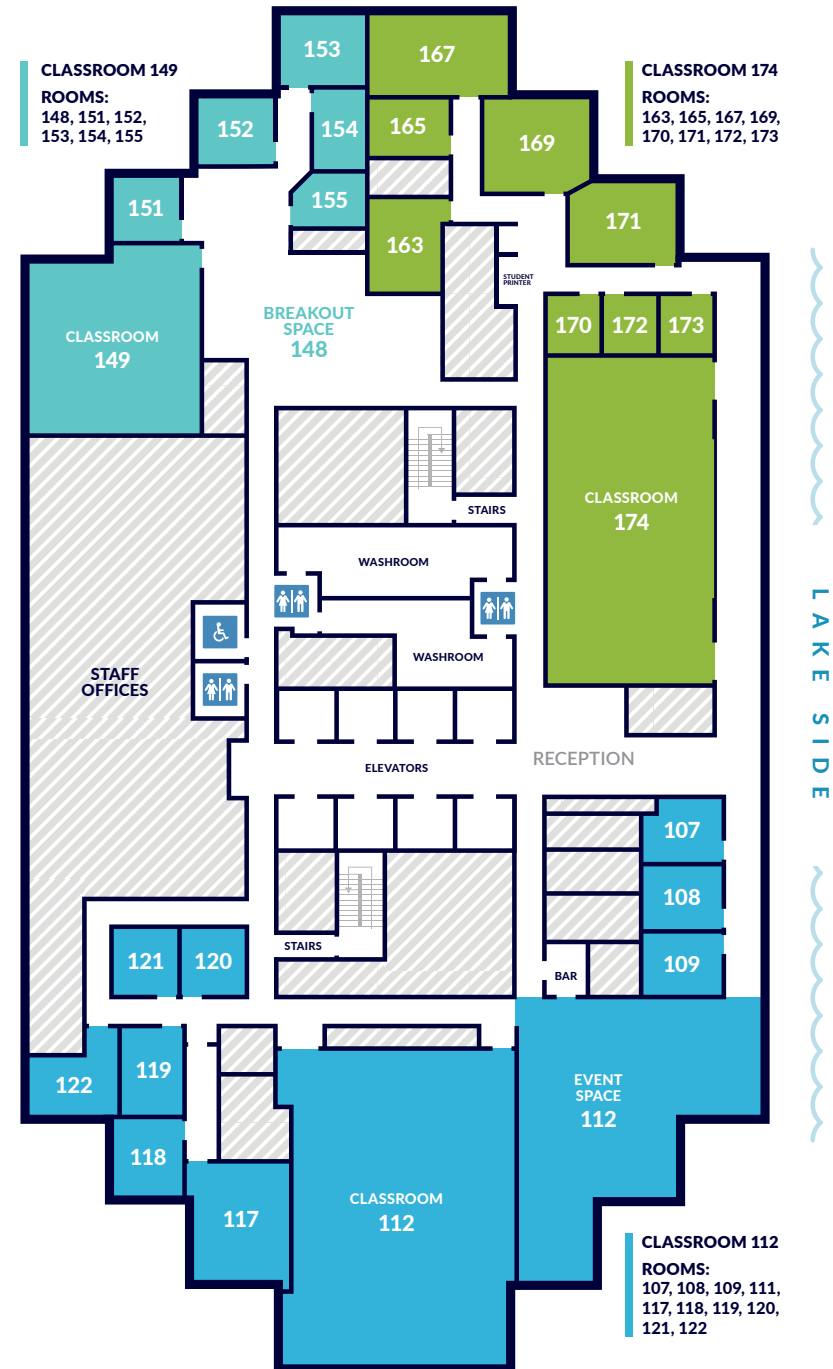 CLASSROOM 149
ROOMS:
148, 151, 152,
153, 154, 155
CLASSROOM 174
ROOMS:
163, 165, 167, 169,
170, 171, 172, 173
153
167
152
154
165
169
151
155
163
171
STUDENT
PRINTER
BREAKOUT
SPACE
148
170
172
173
CLASSROOM
149
CLASSROOM
174
STAIRS
WASHROOM
WASHROOM
STAFF
OFFICES
LAKE SIDE
RECEPTION
ELEVATORS
107
108
109
BAR
STAIRS
121
120
122
119
118
117
EVENT
SPACE
112
CLASSROOM
112
CLASSROOM 112
ROOMS:
107, 108, 109, 111,
117, 118, 119, 120,
121, 122